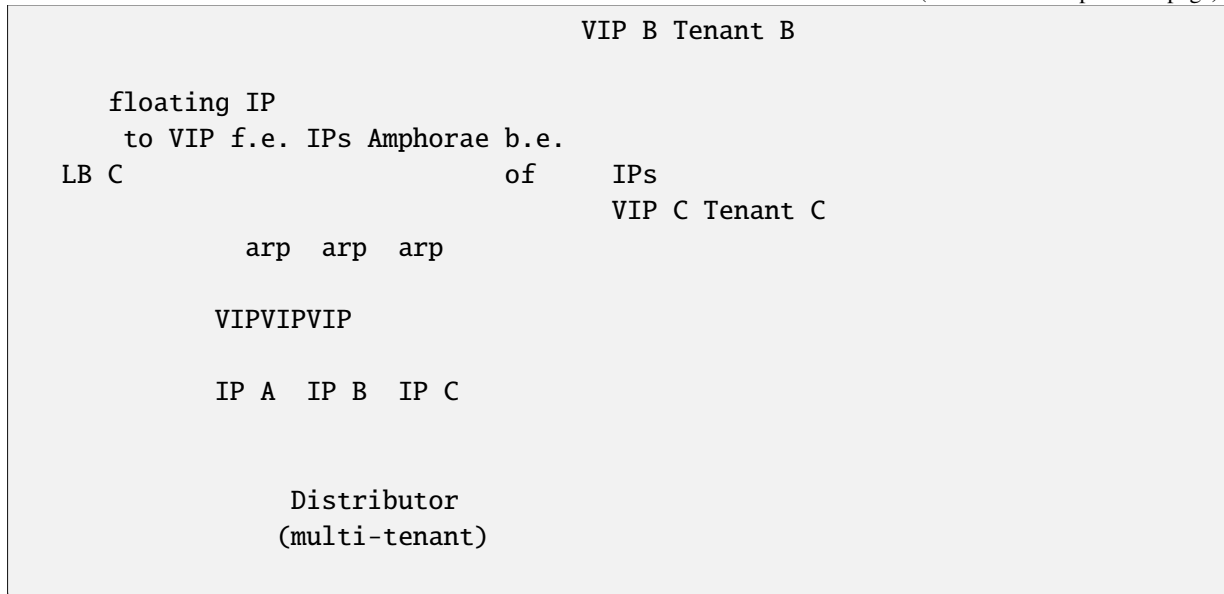 VIP B Tenant B
floating IP
to VIP f.e. IPs Amphorae b.e.
LB C of IPs
VIP C Tenant C
arp arp arp
VIPVIPVIP
IP A IP B IP C
Distributor
(multi-tenant)